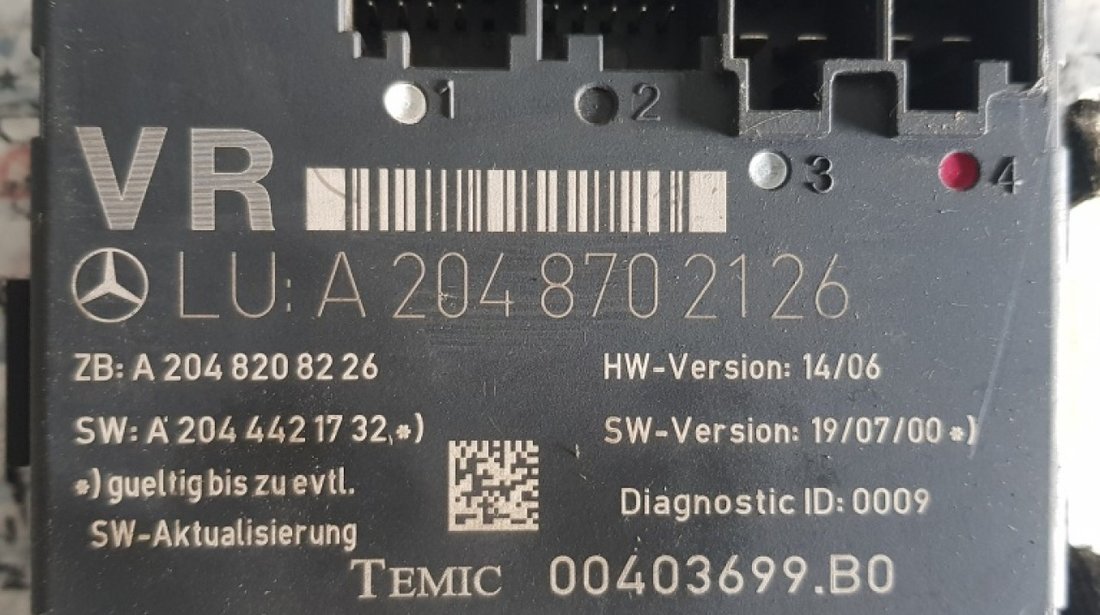 1 2
3 4
VR
LU: A 204 870 21 26
ZB: A 204 820 82 26
HW-Version: 14/06
SW: A 204 442 17 32,*)
SW-Version: 19/07/00 *)
*) gueltig bis zu evtl.
SW-Aktualisierung
Diagnostic ID: 0009
TEMIC 00403699.B0